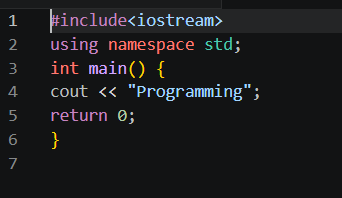 1 #include<iostream>
2 using namespace std;
3 int main() {
4 cout << "Programming";
5 return 0;
6 }
7